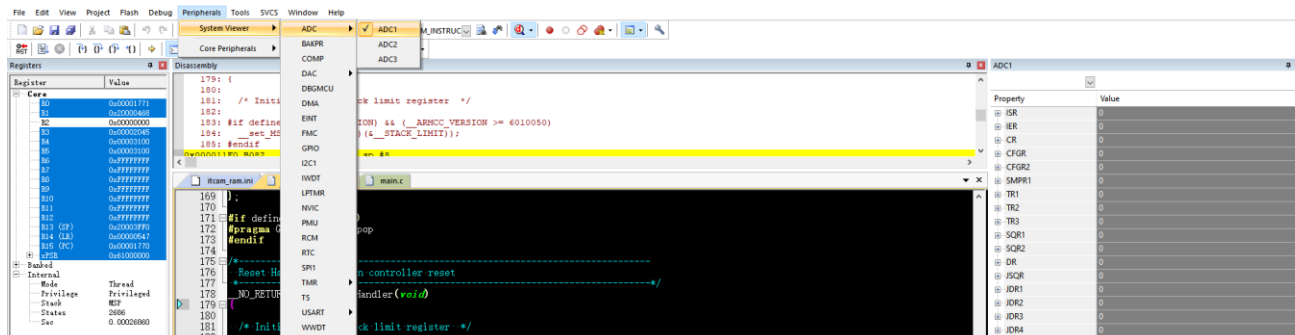 File Edit View Project Flash Debug Peripherals Tools SVCS Window Help
System Viewer
Core Peripherals
ADC
BAKPR
COMP
DAC
DBGMCU
DMA
EINT
FMC
GPIO
I2C1
IWDT
LPTMR
NVIC
PMU
RCM
RTC
SPI1
TMR
TS
USART
WWDT
ADC1
ADC2
ADC3
M_INSTRUC
Registers
Register Value
Core
R0 0x00001771
R1 0x20000468
R2 0x00000000
R3 0x00002045
R4 0x00003100
R5 0x00003100
R6 0xFFFFFFFF
R7 0xFFFFFFFF
R8 0xFFFFFFFF
R9 0xFFFFFFFF
R10 0xFFFFFFFF
R11 0xFFFFFFFF
R12 0xFFFFFFFF
R13 (SP) 0x20003FF0
R14 (LR) 0x00000547
R15 (PC) 0x00001770
xPSR 0x61000000
Banked
Internal
Mode Thread
Privilege Privileged
Stack MSP
States 2686
Sec 0.00026860
Disassembly
179: {
180:
181: /* Initi ck limit register */
182:
183: #if define ION) && (__ARMCC_VERSION >= 6010050)
184: __set_MS )(&__STACK_LIMIT));
185: #endif
0x000011F0 B082 sp,#8
itcam_ram.ini main.c
169 };
170
171 #if defin )
172 #pragma G pop
173 #endif
174
175 /*----
176 Reset Ha n controller reset
177 *----*/
178 __NO_RETUR Handler(void)
179 {
180
181 /* Initi ck limit register */
ADC1
Property Value
ISR 0
IER 0
CR 0
CFGR 0
CFGR2 0
SMPR1 0
TR1 0
TR2 0
TR3 0
SQR1 0
SQR2 0
DR 0
JSQR 0
JDR1 0
JDR2 0
JDR3 0
JDR4 0